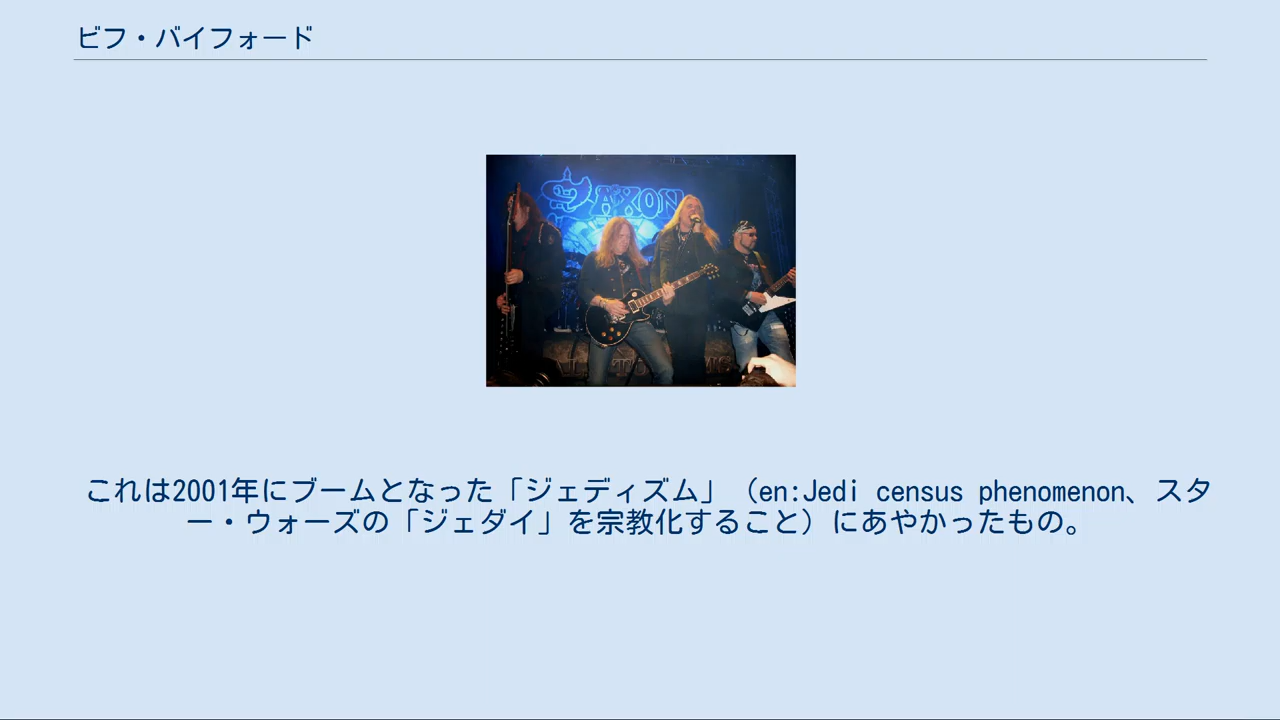 ビフ・バイフォード
SAXON
これは2001年にブームとなった「ジェディズム」（en:Jedi census phenomenon、スタ
ー・ウォーズの「ジェダイ」を宗教化すること）にあやかったもの。